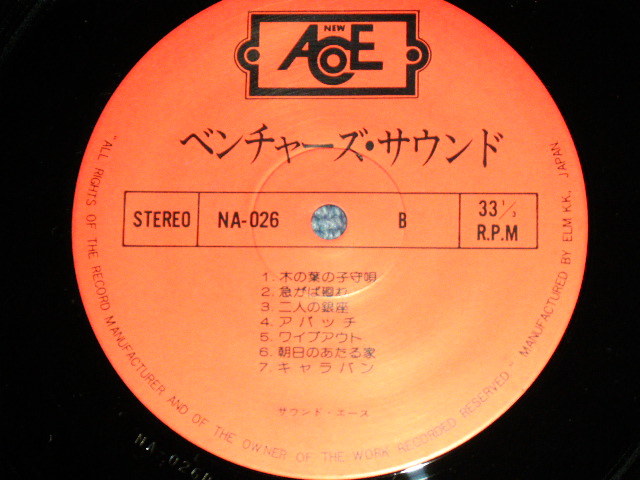 NEW
ACE
ベンチャーズ・サウンド
STEREO NA-026 B 33 1/3 R.P.M
1. 木の葉の子守唄
2. 急がば廻れ
3. 二人の銀座
4. アパッチ
5. ワイプアウト
6. 朝日のあたる家
7. キャラバン
サウンド・エース
"ALL RIGHTS OF THE RECORD MANUFACTURER AND OF THE OWNER OF THE WORK RECORDED RESERVED" MANUFACTURED BY ELM K.K. JAPAN.
NA-026B